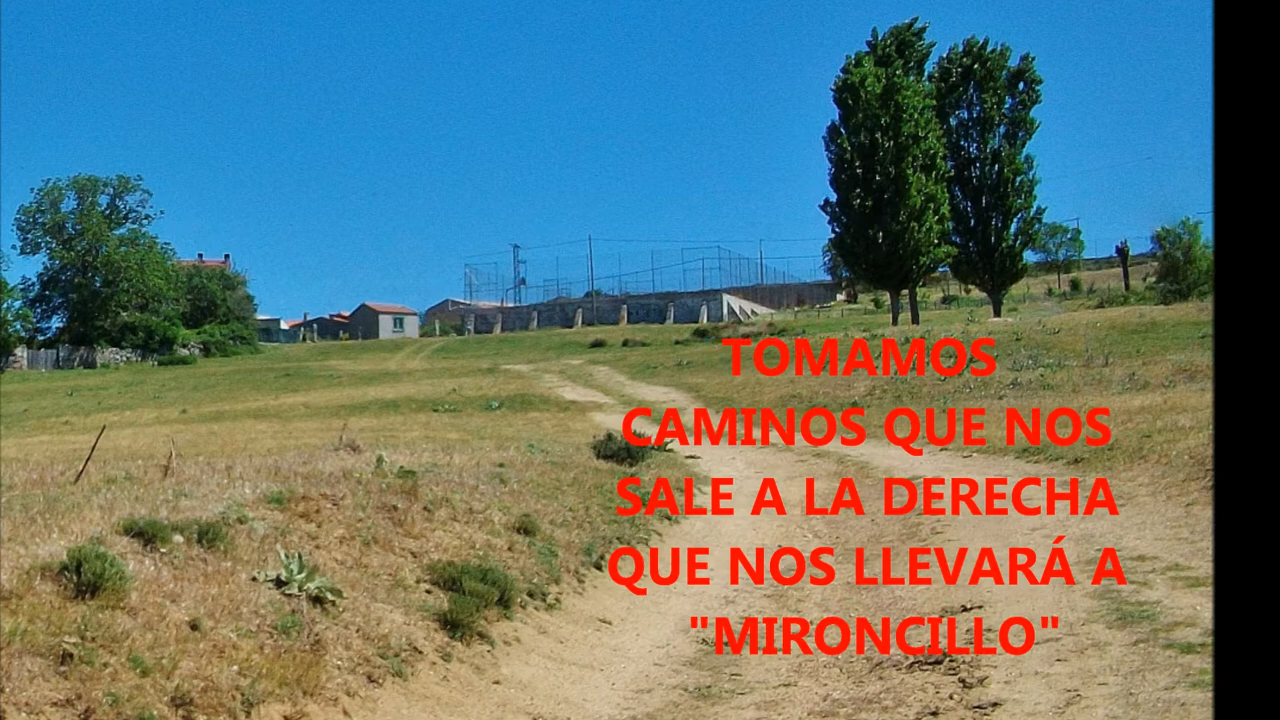 TOMAMOS
CAMINOS QUE NOS
SALE A LA DERECHA
QUE NOS LLEVARÁ A
"MIRONCILLO"